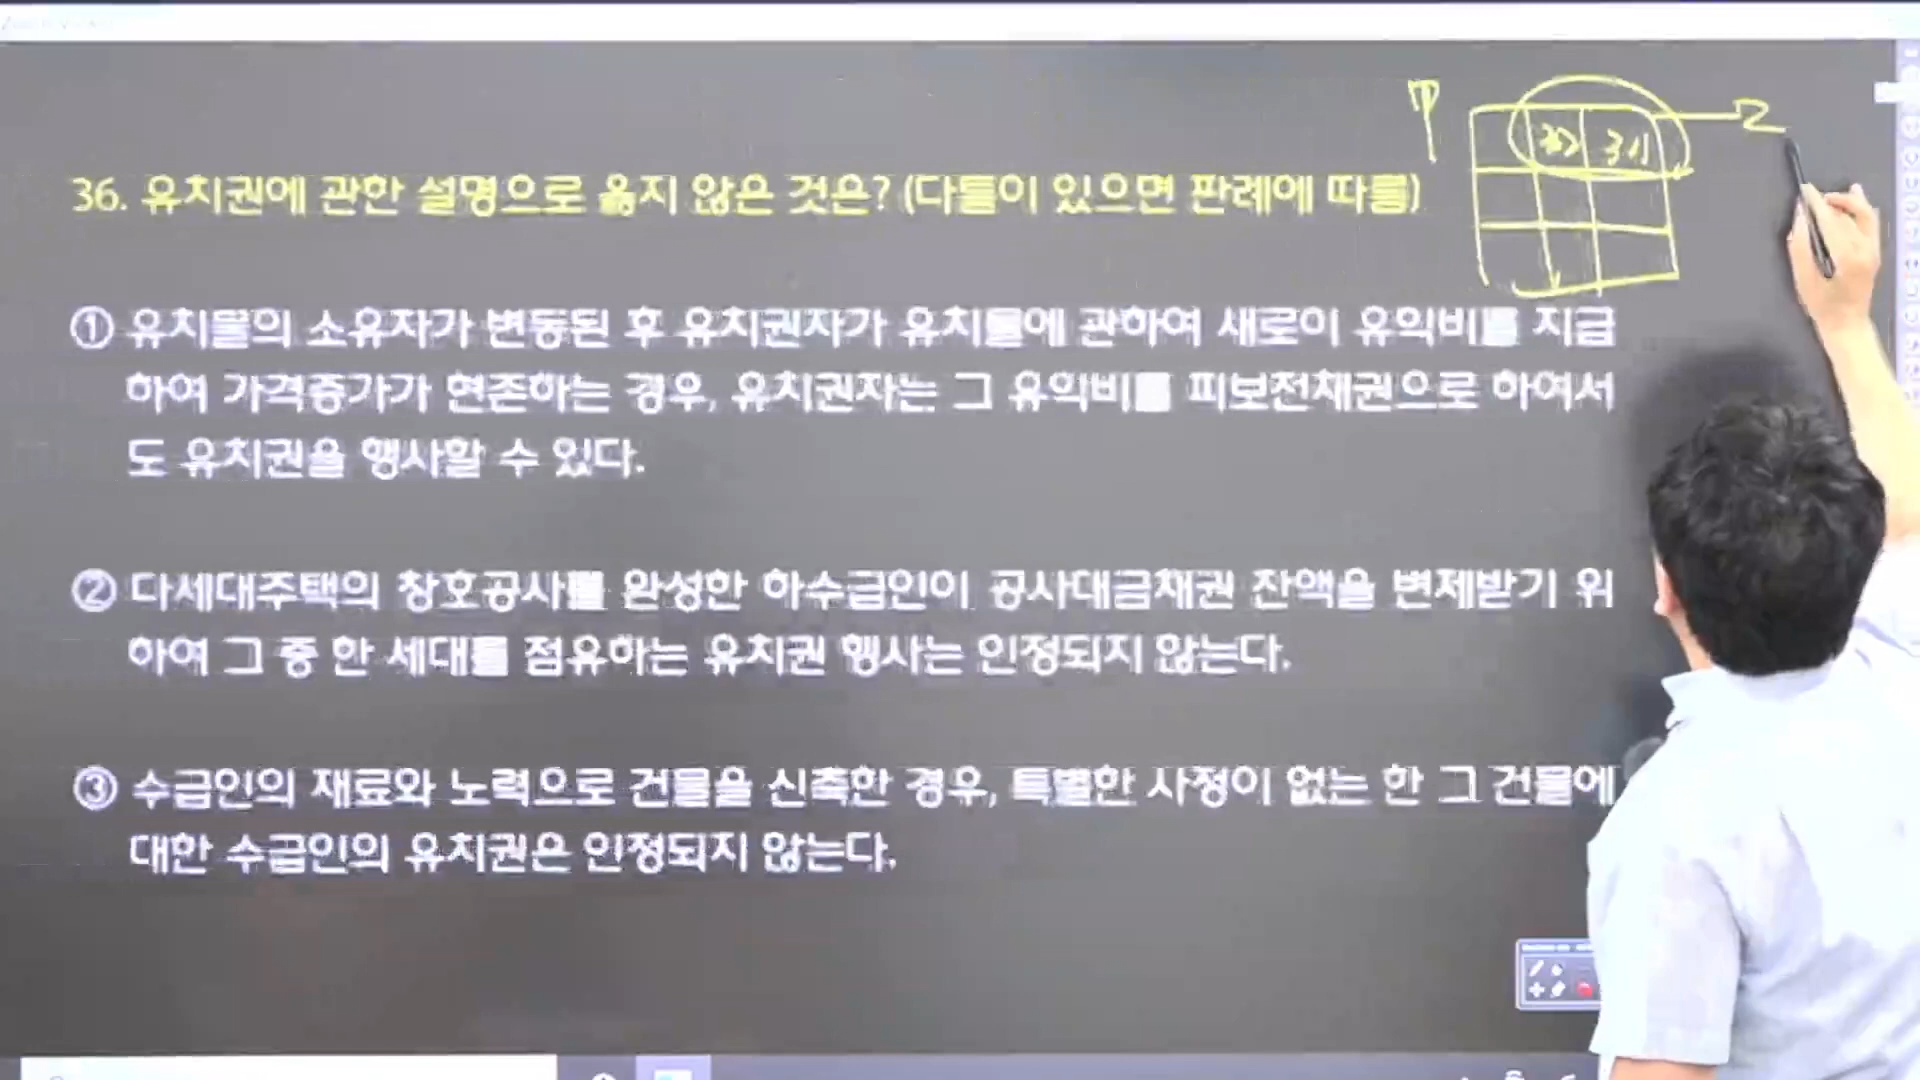 36. 유치권에 관한 설명으로 옳지 않은 것은? (다툼이 있으면 판례에 따름)
① 유치물의 소유자가 변동된 후 유치권자가 유치물에 관하여 새로이 유익비를 지급
하여 가격증가가 현존하는 경우, 유치권자는 그 유익비를 피보전채권으로 하여서
도 유치권을 행사할 수 있다.
② 다세대주택의 창호공사를 완성한 하수급인이 공사대금채권 잔액을 변제받기 위
하여 그 중 한 세대를 점유하는 유치권 행사는 인정되지 않는다.
③ 수급인의 재료와 노력으로 건물을 신축한 경우, 특별한 사정이 없는 한 그 건물에
대한 수급인의 유치권은 인정되지 않는다.